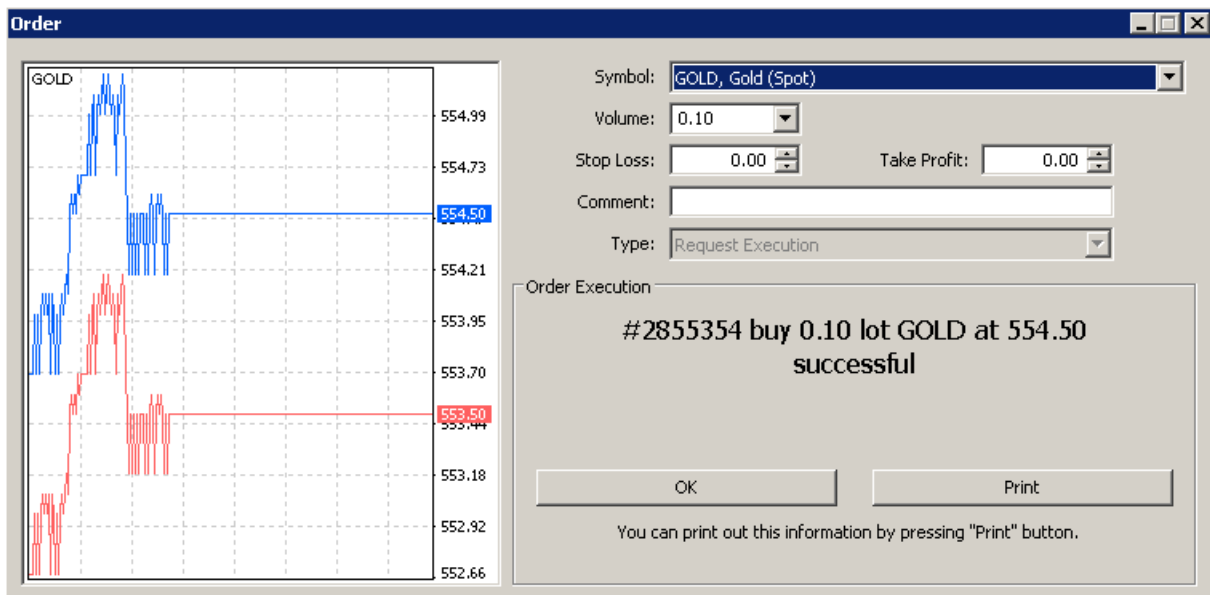 Order
GOLD
554.99
554.73
554.50
554.21
553.95
553.70
553.50
553.44
553.18
552.92
552.66
Symbol: GOLD, Gold (Spot)
Volume: 0.10
Stop Loss: 0.00 Take Profit: 0.00
Comment:
Type: Request Execution
Order Execution
#2855354 buy 0.10 lot GOLD at 554.50
successful
OK Print
You can print out this information by pressing "Print" button.